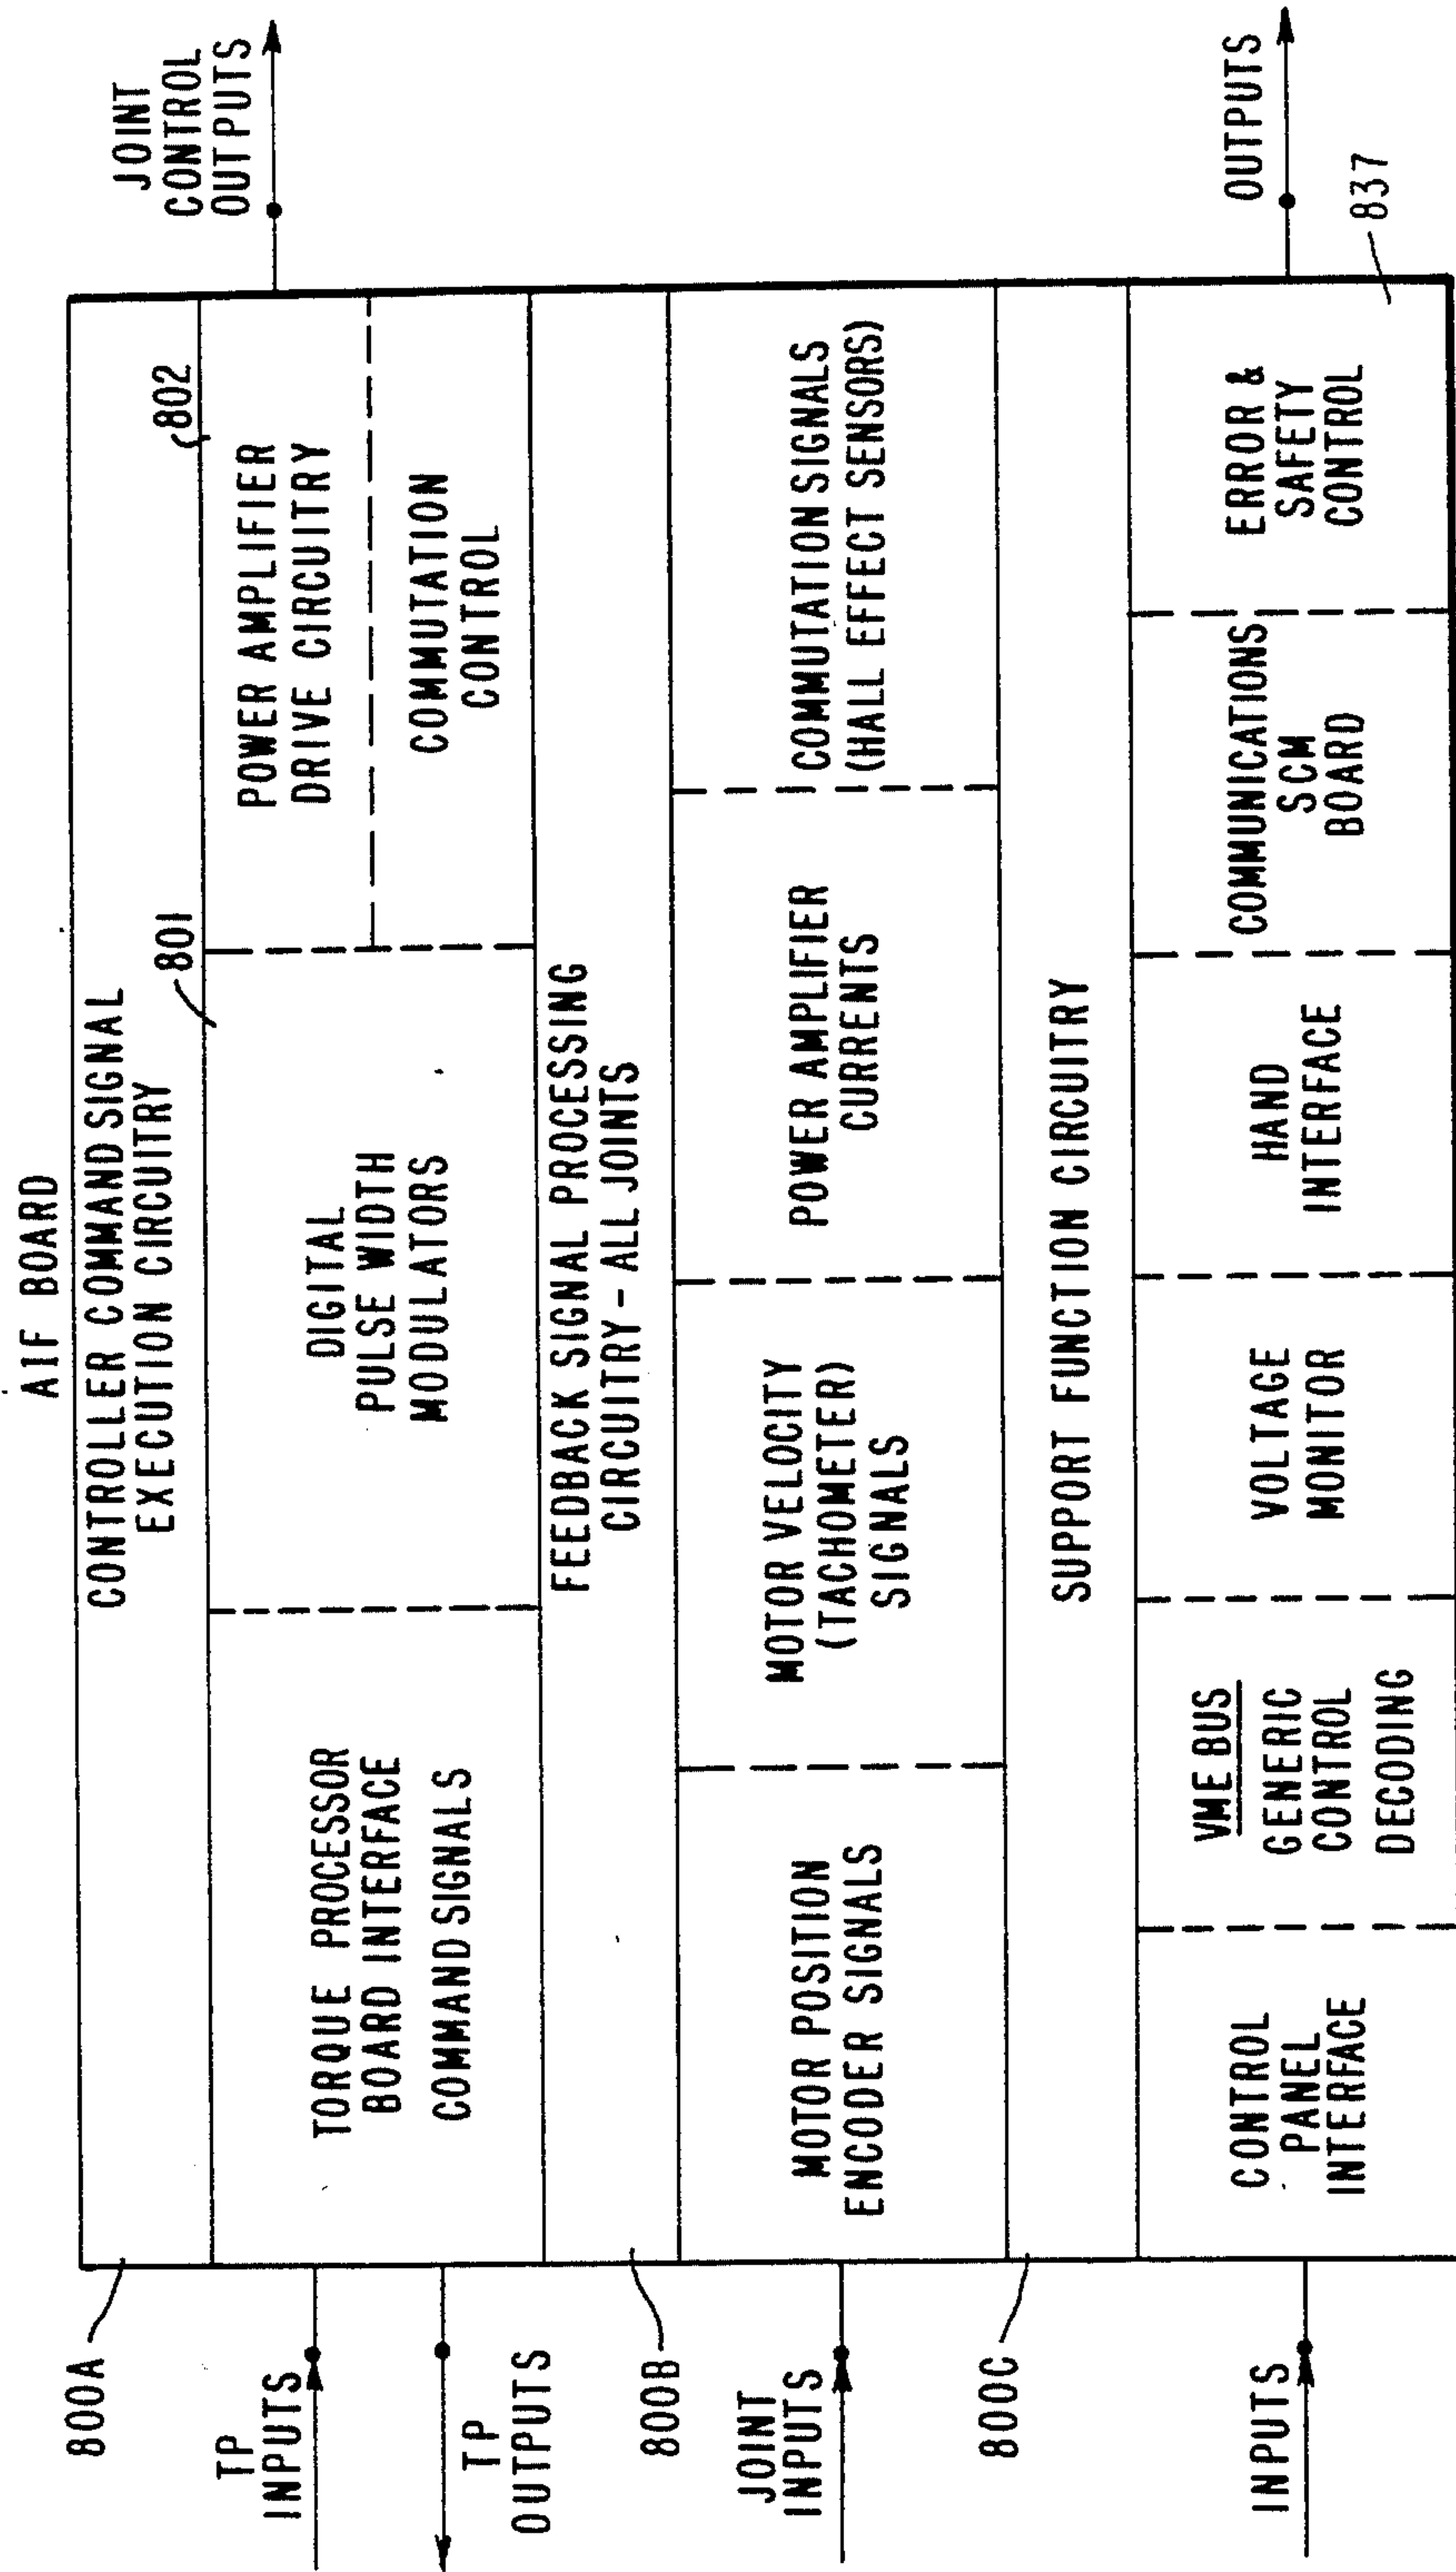 AIF BOARD
800A
CONTROLLER COMMAND SIGNAL
EXECUTION CIRCUITRY
801
802
TP
INPUTS
TP
OUTPUTS
TORQUE PROCESSOR
BOARD INTERFACE
COMMAND SIGNALS
DIGITAL
PULSE WIDTH
MODULATORS
POWER AMPLIFIER
DRIVE CIRCUITRY
COMMUTATION
CONTROL
JOINT
CONTROL
OUTPUTS
800B
FEEDBACK SIGNAL PROCESSING
CIRCUITRY - ALL JOINTS
JOINT
INPUTS
MOTOR POSITION
ENCODER SIGNALS
MOTOR VELOCITY
(TACHOMETER)
SIGNALS
POWER AMPLIFIER
CURRENTS
COMMUTATION SIGNALS
(HALL EFFECT SENSORS)
800C
SUPPORT FUNCTION CIRCUITRY
INPUTS
CONTROL
PANEL
INTERFACE
VME BUS
GENERIC
CONTROL
DECODING
VOLTAGE
MONITOR
HAND
INTERFACE
COMMUNICATIONS
SCM
BOARD
ERROR &
SAFETY
CONTROL
OUTPUTS
837